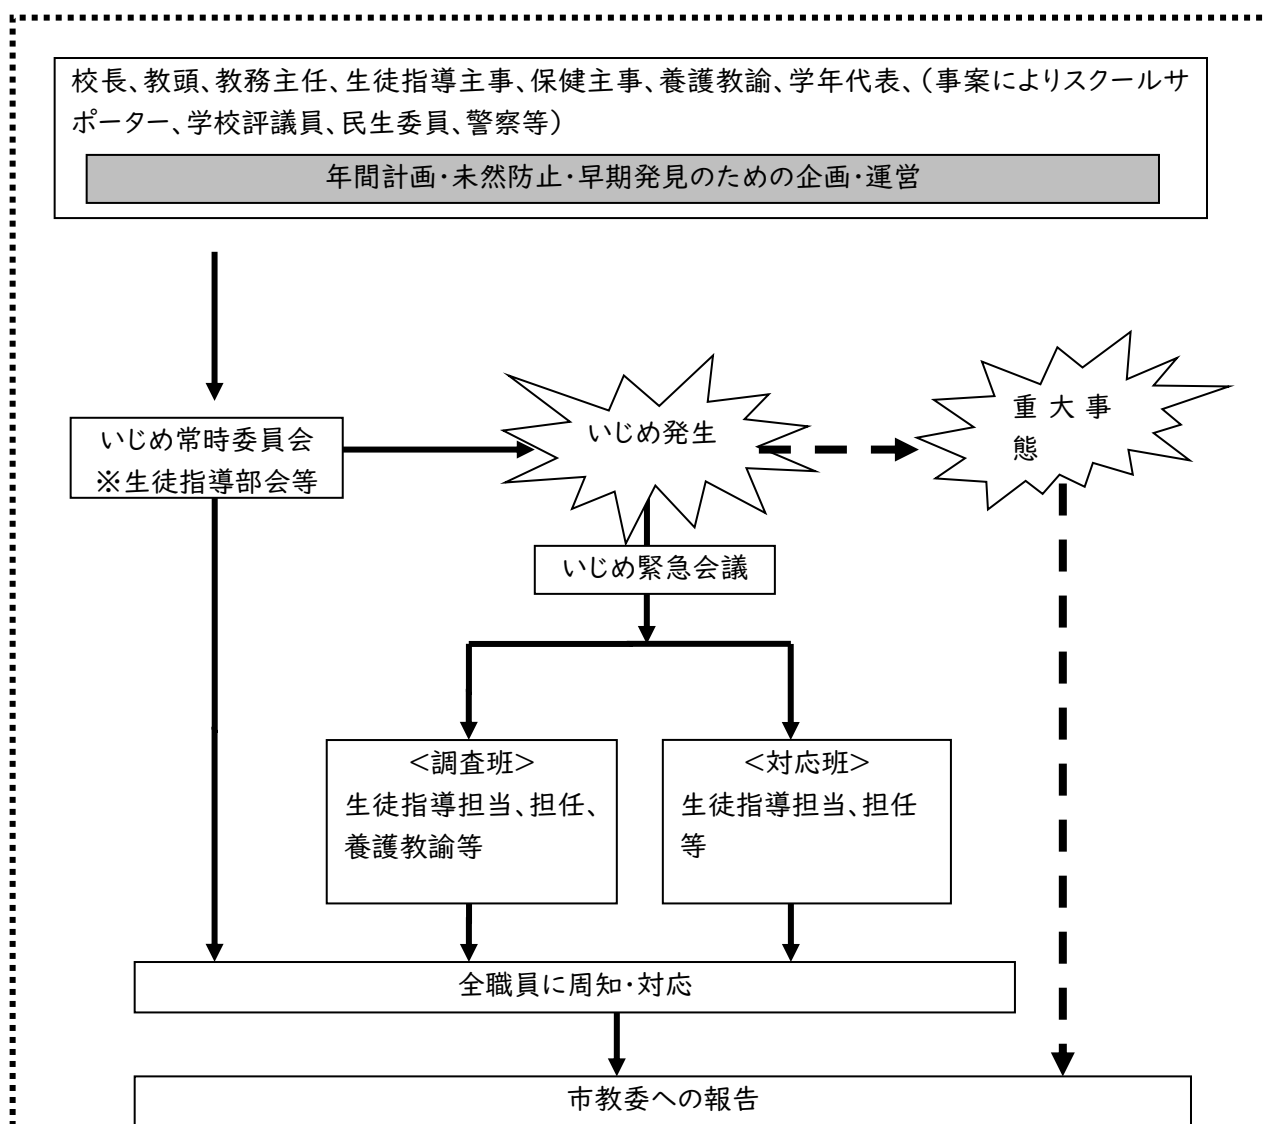 校長、教頭、教務主任、生徒指導主事、保健主事、養護教諭、学年代表、（事案によりスクールサ
ポーター、学校評議員、民生委員、警察等）
年間計画・未然防止・早期発見のための企画・運営
いじめ発生
重 大 事
態
いじめ常時委員会
※生徒指導部会等
いじめ緊急会議
＜調査班＞
生徒指導担当、担任、
養護教諭等
＜対応班＞
生徒指導担当、担任
等
全職員に周知・対応
市教委への報告